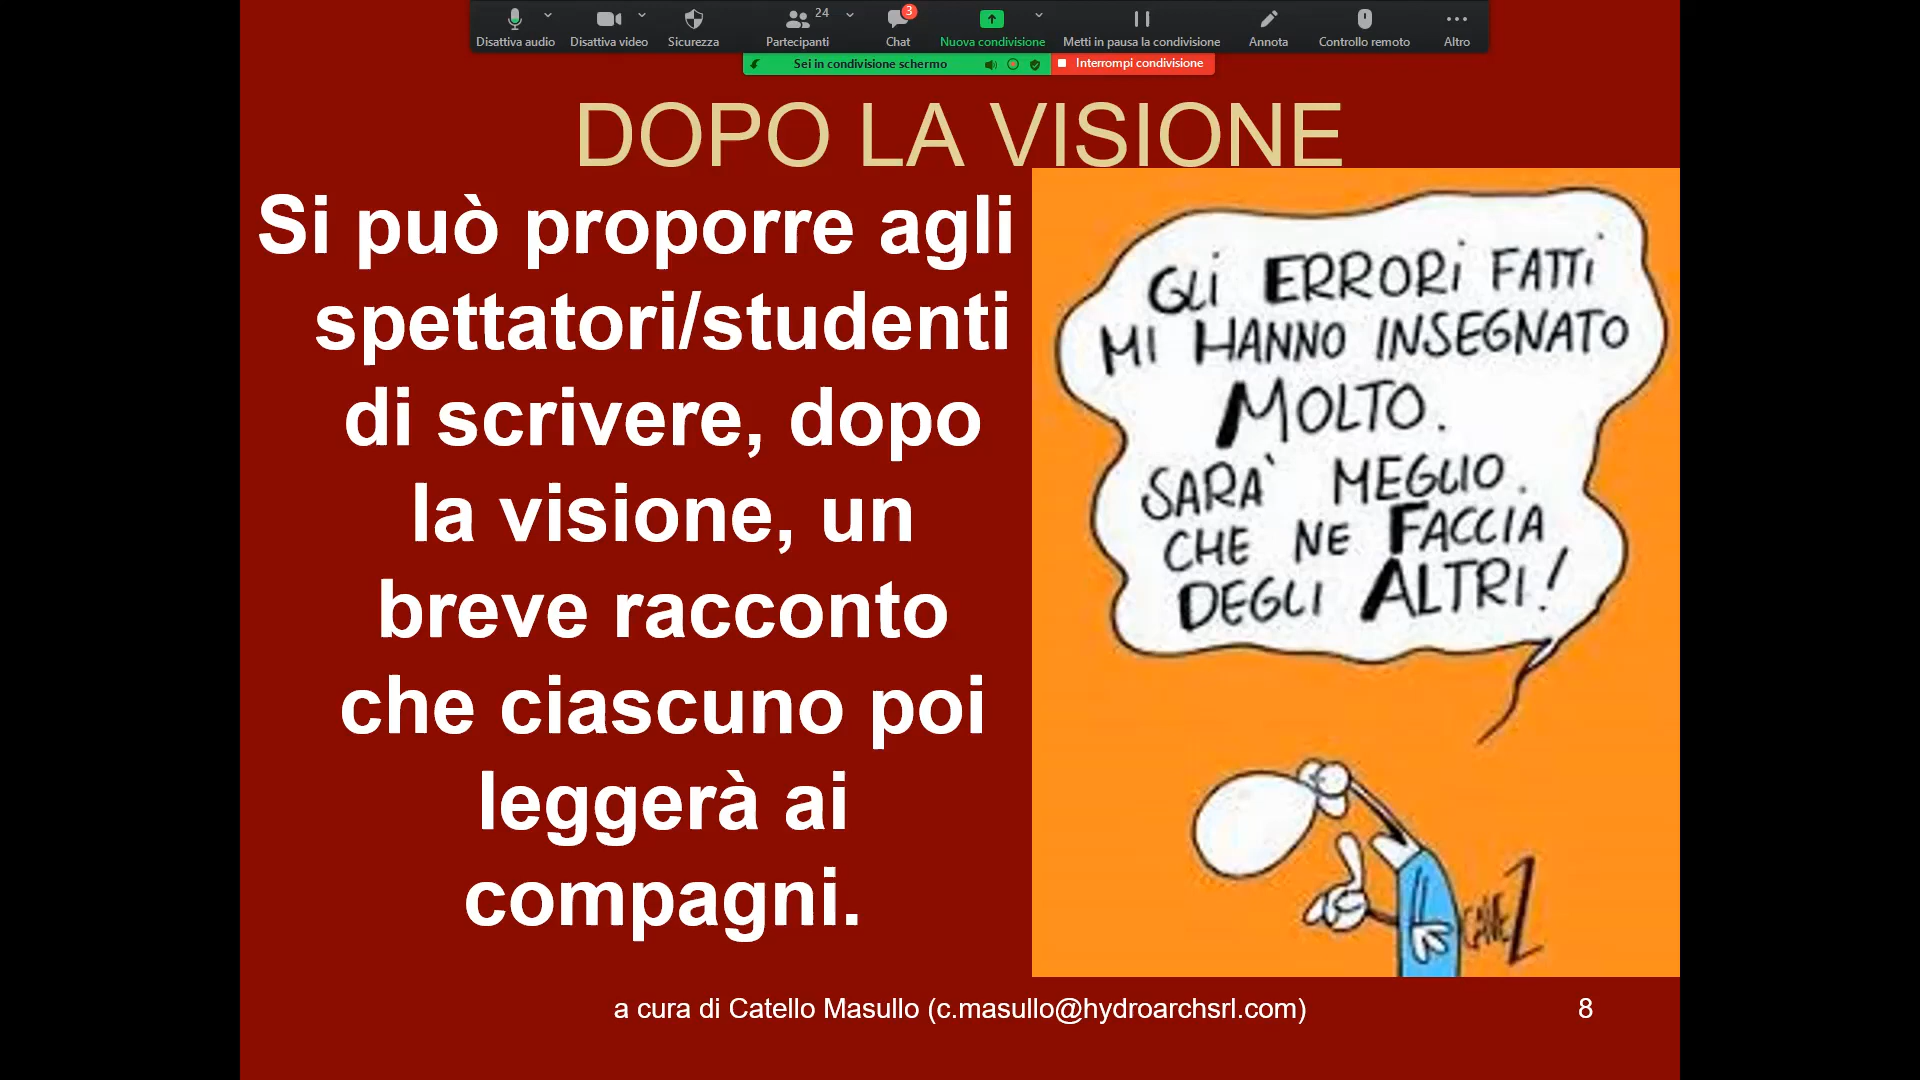 24
3
Disattiva audio
Disattiva video
Sicurezza
Partecipanti
Chat
Nuova condivisione
Metti in pausa la condivisione
Annota
Controllo remoto
Altro
Sei in condivisione schermo
Interrompi condivisione
DOPO LA VISIONE
Si può proporre agli
spettatori/studenti
di scrivere, dopo
la visione, un
breve racconto
che ciascuno poi
leggerà ai
compagni.
GLI ERRORI FATTI
MI HANNO INSEGNATO
MOLTO.
SARA' MEGLIO.
CHE NE FACCIA
DEGLI ALTRI!
CAVEZ
a cura di Catello Masullo (c.masullo@hydroarchsrl.com)
8